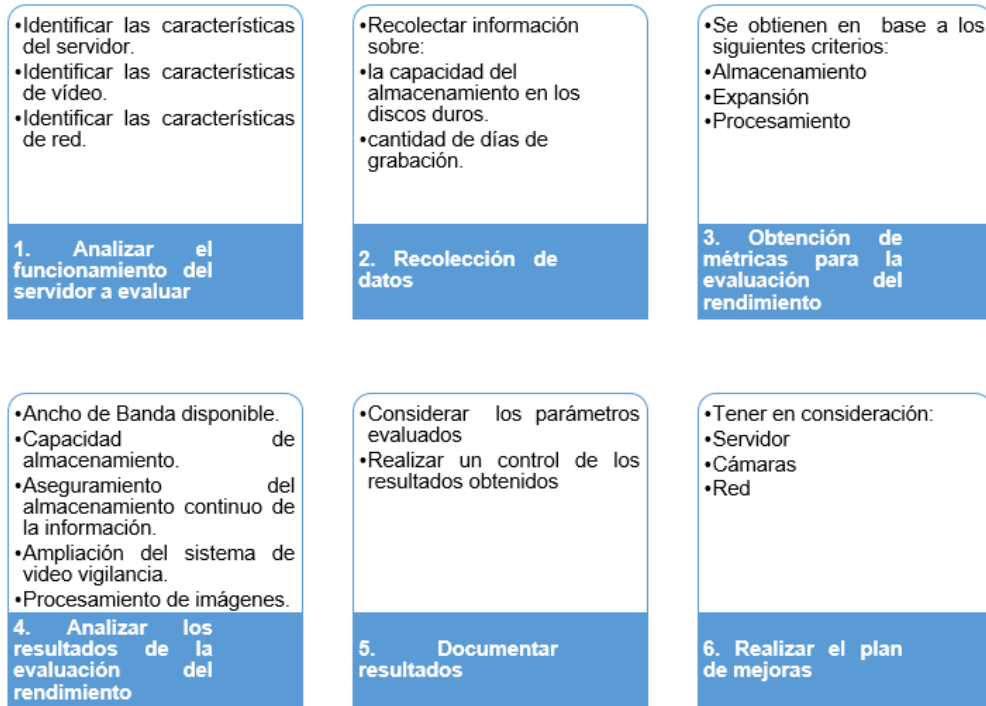 •Identificar las características
del servidor.
•Identificar las características
de vídeo.
•Identificar las características
de red.
1. Analizar el
funcionamiento del
servidor a evaluar
•Recolectar información
sobre:
•la capacidad del
almacenamiento en los
discos duros.
•cantidad de días de
grabación.
2. Recolección de
datos
•Se obtienen en base a los
siguientes criterios:
•Almacenamiento
•Expansión
•Procesamiento
3. Obtención de
métricas para la
evaluación del
rendimiento
•Ancho de Banda disponible.
•Capacidad de
almacenamiento.
•Aseguramiento del
almacenamiento continuo de
la información.
•Ampliación del sistema de
video vigilancia.
•Procesamiento de imágenes.
4. Analizar los
resultados de la
evaluación del
rendimiento
•Considerar los parámetros
evaluados
•Realizar un control de los
resultados obtenidos
5. Documentar
resultados
•Tener en consideración:
•Servidor
•Cámaras
•Red
6. Realizar el plan
de mejoras